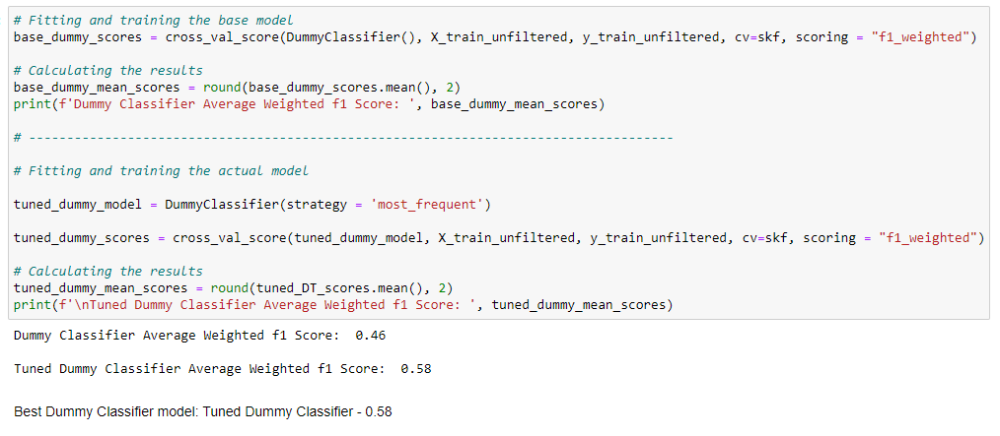 # Fitting and training the base model
base_dummy_scores = cross_val_score(DummyClassifier(), X_train_unfiltered, y_train_unfiltered, cv=skf, scoring = "f1_weighted")
# Calculating the results
base_dummy_mean_scores = round(base_dummy_scores.mean(), 2)
print(f'Dummy Classifier Average Weighted f1 Score: ', base_dummy_mean_scores)
# -------------------------------------------------------------------------------------
# Fitting and training the actual model
tuned_dummy_model = DummyClassifier(strategy = 'most_frequent')
tuned_dummy_scores = cross_val_score(tuned_dummy_model, X_train_unfiltered, y_train_unfiltered, cv=skf, scoring = "f1_weighted")
# Calculating the results
tuned_dummy_mean_scores = round(tuned_DT_scores.mean(), 2)
print(f'\nTuned Dummy Classifier Average Weighted f1 Score: ', tuned_dummy_mean_scores)
Dummy Classifier Average Weighted f1 Score:  0.46
Tuned Dummy Classifier Average Weighted f1 Score:  0.58
Best Dummy Classifier model: Tuned Dummy Classifier - 0.58